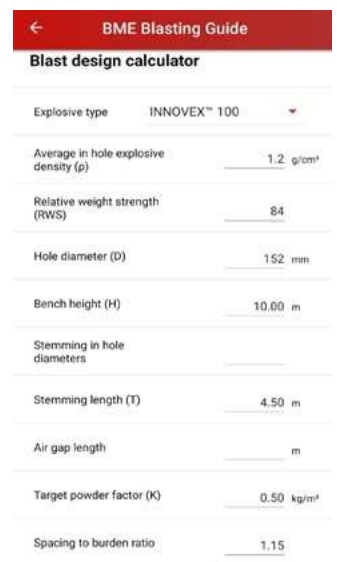 ← BME Blasting Guide
Blast design calculator
Explosive type INNOVEX™ 100
Average in hole explosive
density (ρ) 1.2 g/cm³
Relative weight strength
(RWS) 84
Hole diameter (D) 152 mm
Bench height (H) 10.00 m
Stemming in hole
diameters
Stemming length (T) 4.50 m
Air gap length m
Target powder factor (K) 0.50 kg/m³
Spacing to burden ratio 1.15